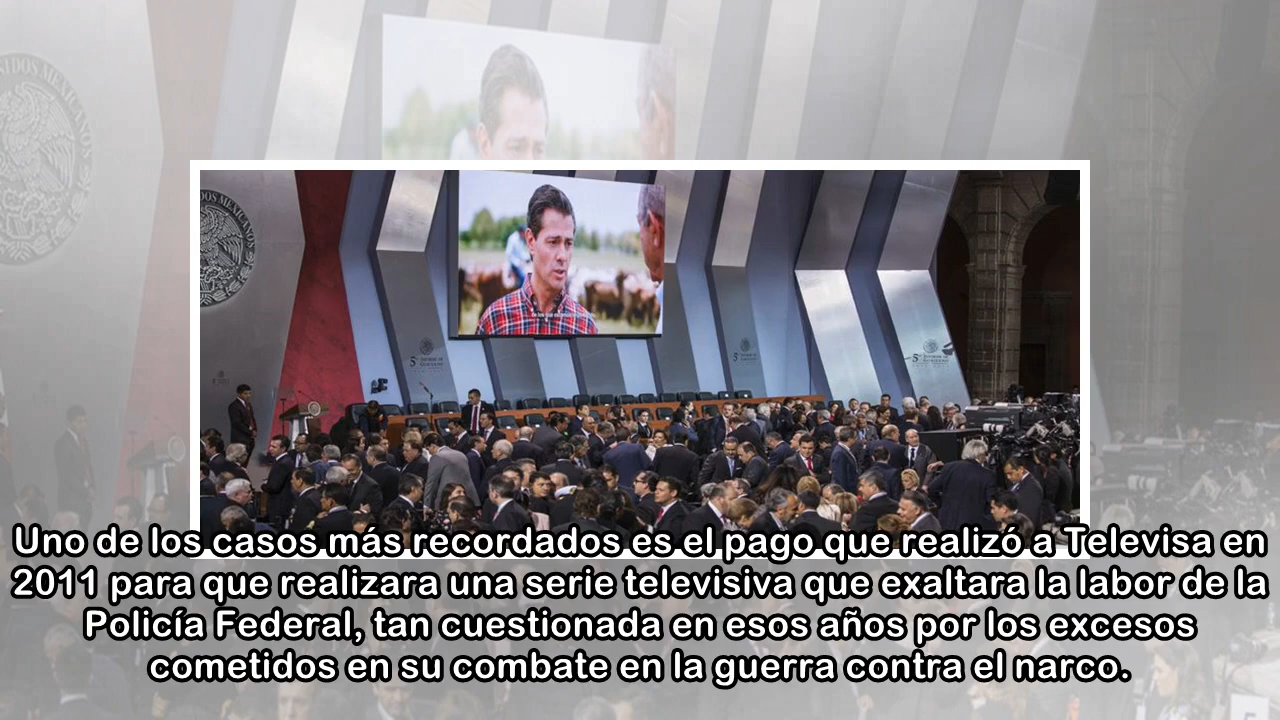 UNIDOS MEXICANOS
Uno de los casos más recordados es el pago que realizó a Televisa en
2011 para que realizara una serie televisiva que exaltara la labor de la
Policía Federal, tan cuestionada en esos años por los excesos
cometidos en su combate en la guerra contra el narco.